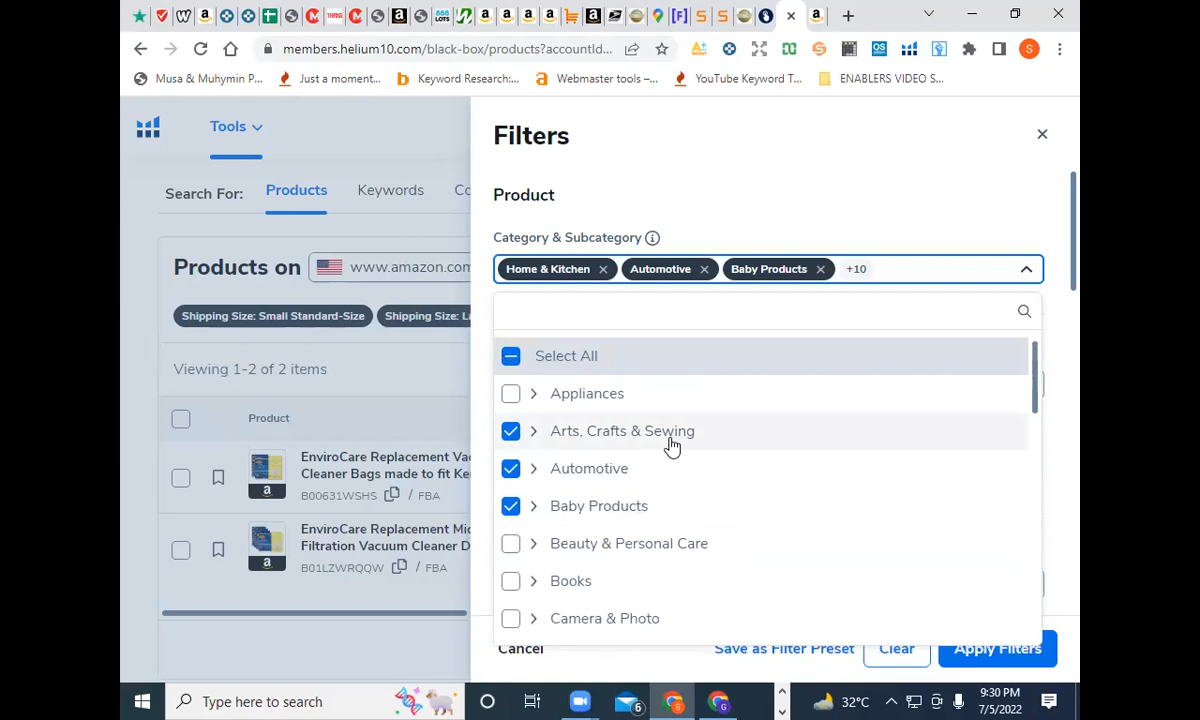 members.helium10.com/black-box/products?accountId...
S
Musa & Muhymin P...
Just a moment...
Keyword Research:...
Webmaster tools –...
YouTube Keyword T...
ENABLERS VIDEO S...
Tools
Search For:
Products
Keywords
Co
Products on
www.amazon.com
Shipping Size: Small Standard-Size
Shipping Size: La
Viewing 1-2 of 2 items
Product
EnviroCare Replacement Vac
Cleaner Bags made to fit Ken
B00631WSHS
/ FBA
EnviroCare Replacement Mic
Filtration Vacuum Cleaner D
B01LZWRQQW
/ FBA
Filters
Product
Category & Subcategory
Home & Kitchen
Automotive
Baby Products
+10
Select All
Appliances
Arts, Crafts & Sewing
Automotive
Baby Products
Beauty & Personal Care
Books
Camera & Photo
Cancel
Save as Filter Preset
Clear
Apply Filters
Type here to search
6
32°C
9:30 PM
7/5/2022